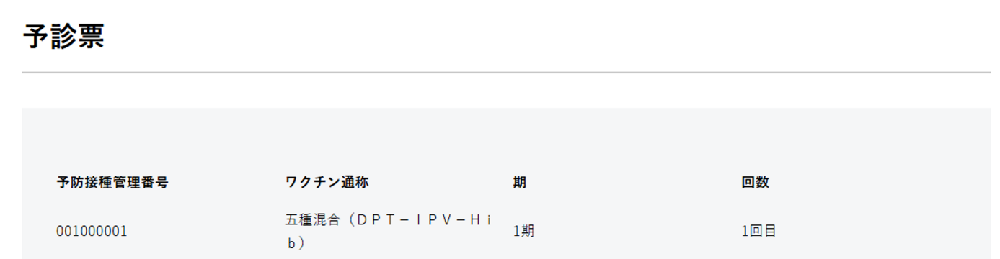 予診票
予防接種管理番号 ワクチン通称 期 回数
001000001 五種混合（ＤＰＴ－ＩＰＶ－Ｈｉ 1期 1回目
ｂ）